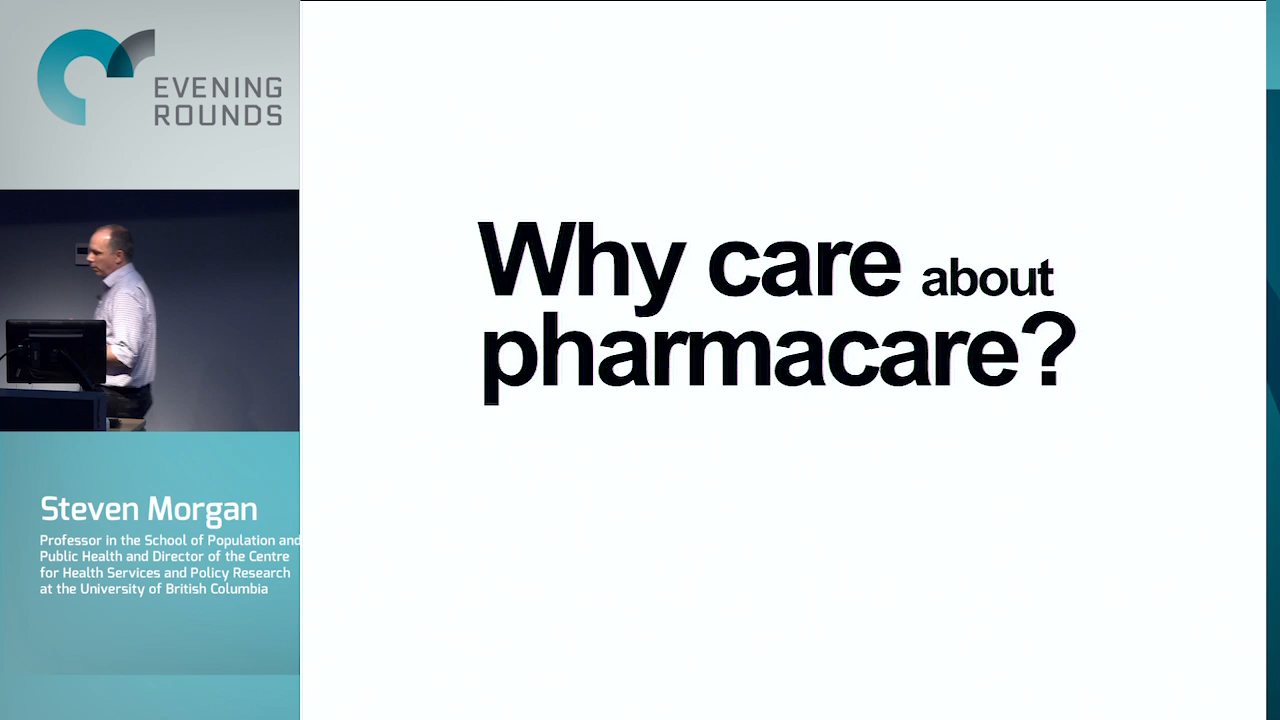 EVENING
ROUNDS
Why care about
pharmacare?
Steven Morgan
Professor in the School of Population and
Public Health and Director of the Centre
for Health Services and Policy Research
at the University of British Columbia